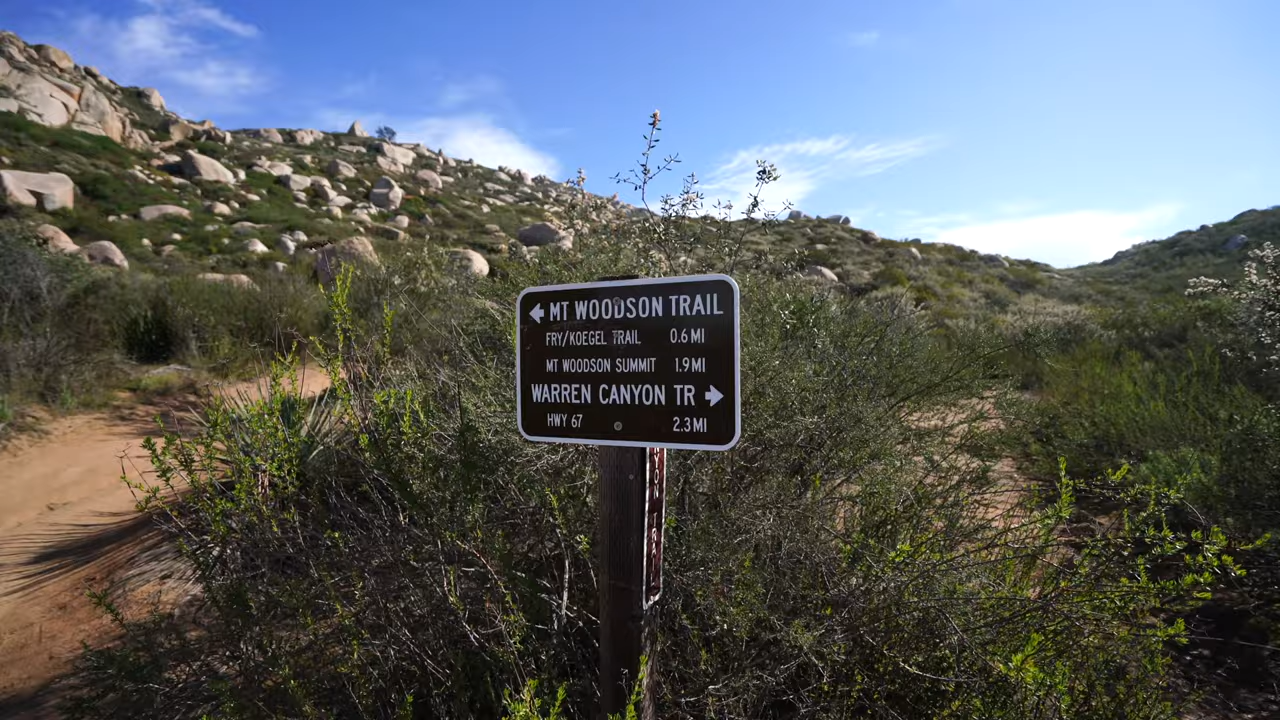 MT WOODSON TRAIL
FRY/KOEGEL TRAIL 0.6 MI
MT WOODSON SUMMIT 1.9 MI
WARREN CANYON TR
HWY 67 2.3 MI